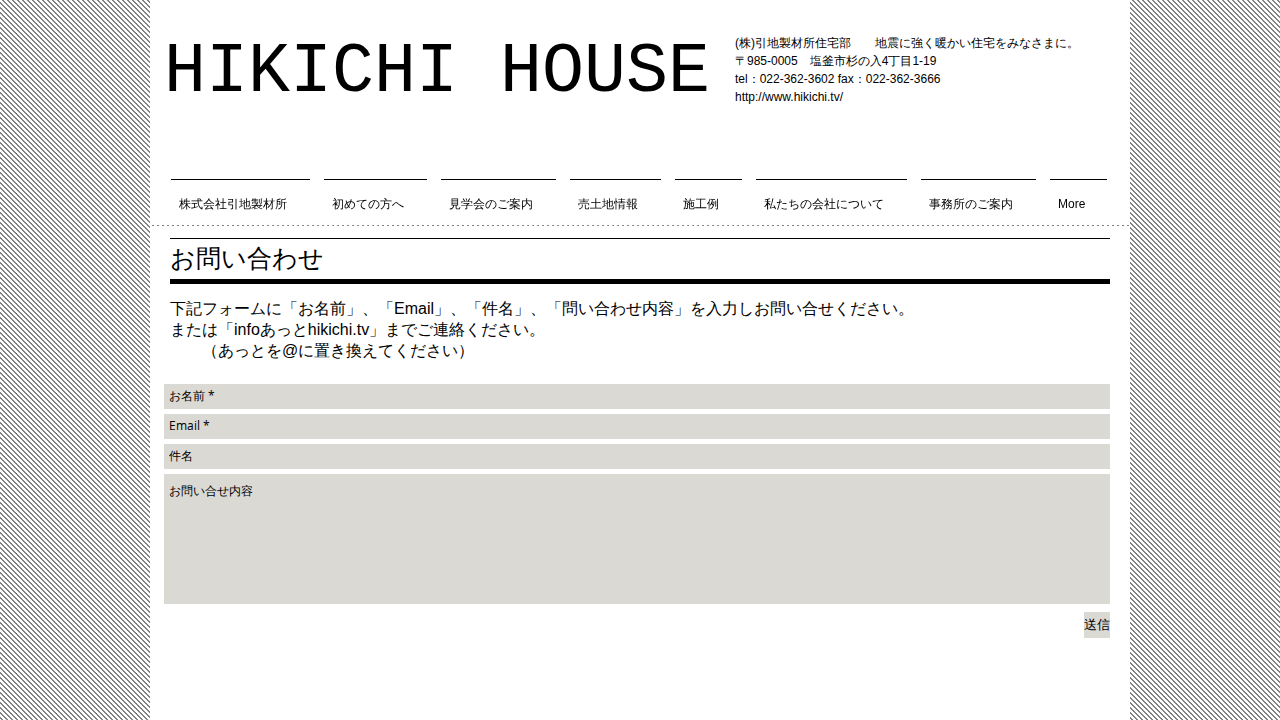 HIKICHI HOUSE
(株)引地製材所住宅部　　地震に強く暖かい住宅をみなさまに。
〒985-0005　塩釜市杉の入4丁目1-19
tel：022-362-3602 fax：022-362-3666
http://www.hikichi.tv/
株式会社引地製材所 初めての方へ 見学会のご案内 売土地情報 施工例 私たちの会社について 事務所のご案内 More
お問い合わせ
下記フォームに「お名前」、「Email」、「件名」、「問い合わせ内容」を入力しお問い合せください。
または「infoあっとhikichi.tv」までご連絡ください。
（あっとを@に置き換えてください）
お名前 *
Email *
件名
お問い合せ内容
送信